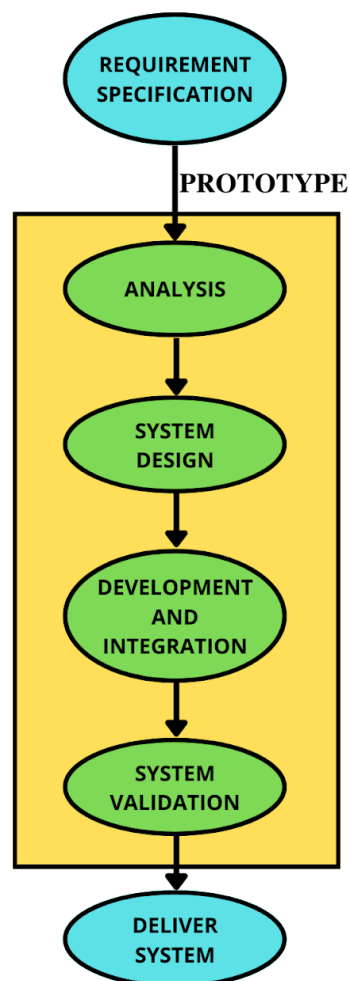 REQUIREMENT
SPECIFICATION
PROTOTYPE
ANALYSIS
SYSTEM
DESIGN
DEVELOPMENT
AND
INTEGRATION
SYSTEM
VALIDATION
DELIVER
SYSTEM